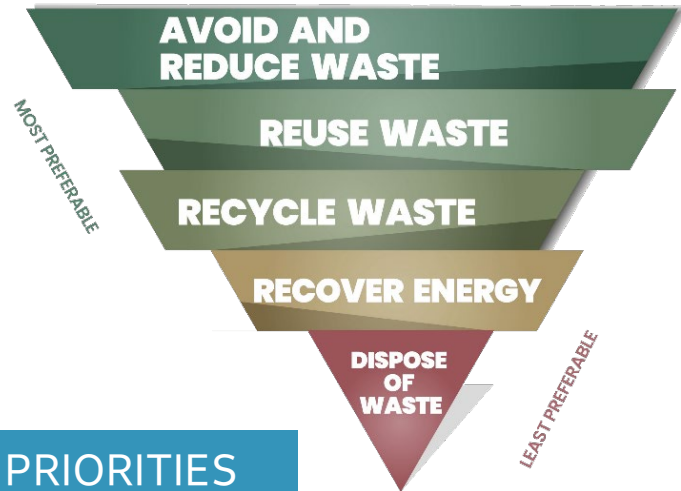 AVOID AND
REDUCE WASTE
REUSE WASTE
MOST PREFERABLE
RECYCLE WASTE
RECOVER ENERGY
DISPOSE
OF
WASTE
LEAST PREFERABLE
PRIORITIES